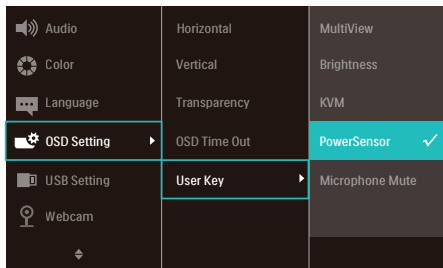 Audio
Color
Language
OSD Setting
USB Setting
Webcam
Horizontal
Vertical
Transparency
OSD Time Out
User Key
MultiView
Brightness
KVM
PowerSensor
Microphone Mute